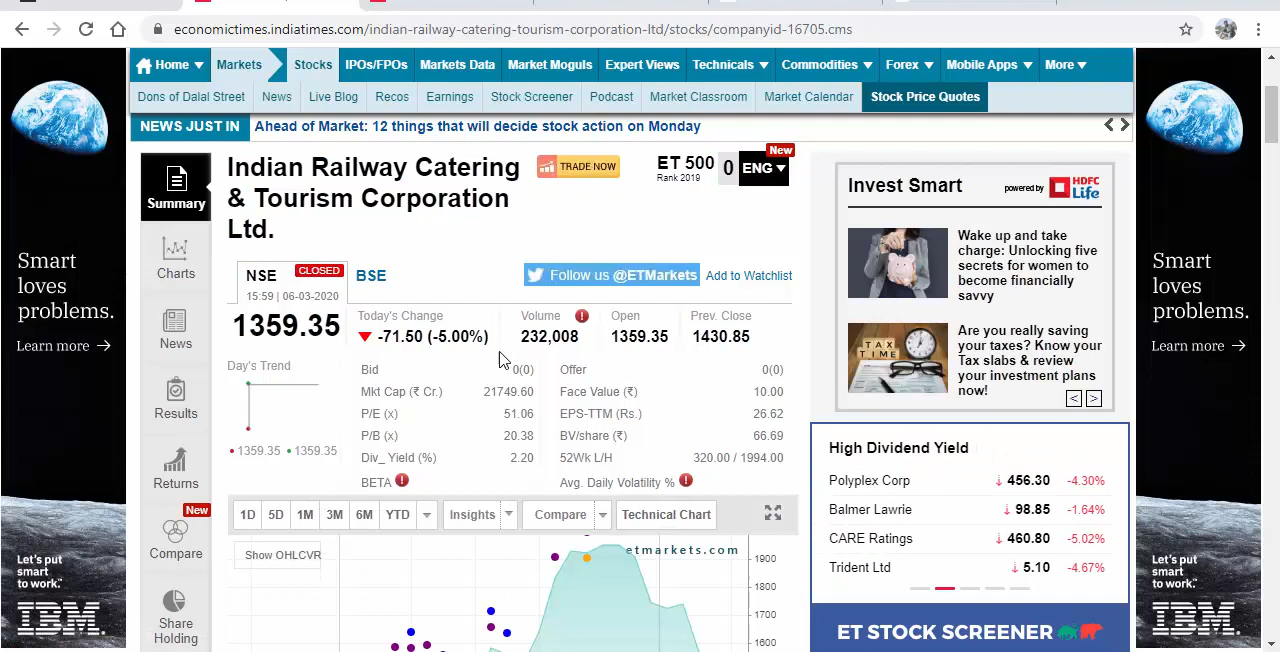 economictimes.indiatimes.com/indian-railway-catering-tourism-corporation-ltd/stocks/companyid-16705.cms
Home Markets Stocks IPOs/FPOs Markets Data Market Moguls Expert Views Technicals Commodities Forex Mobile Apps More
Dons of Dalal Street News Live Blog Recos Earnings Stock Screener Podcast Market Classroom Market Calendar Stock Price Quotes
NEWS JUST IN Ahead of Market: 12 things that will decide stock action on Monday
Smart
loves
problems.
Learn more →
Let's put
smart
to work.™
IBM.
Summary
Charts
News
Results
Returns
New
Compare
Share
Holding
Indian Railway Catering
& Tourism Corporation
Ltd.
TRADE NOW
ET 500
Rank 2019
0
New
ENG
NSE CLOSED
15:59 | 06-03-2020
BSE
Follow us @ETMarkets
Add to Watchlist
1359.35
Today's Change
-71.50 (-5.00%)
Volume
232,008
Open
1359.35
Prev. Close
1430.85
Day's Trend
1359.35 1359.35
Bid 0(0)
Mkt Cap (₹ Cr.) 21749.60
P/E (x) 51.06
P/B (x) 20.38
Div_ Yield (%) 2.20
BETA
Offer 0(0)
Face Value (₹) 10.00
EPS-TTM (Rs.) 26.62
BV/share (₹) 66.69
52Wk L/H 320.00 / 1994.00
Avg. Daily Volatility %
1D 5D 1M 3M 6M YTD Insights Compare Technical Chart
Show OHLCVR
etmarkets.com
1900
1800
1700
1600
Invest Smart
powered by HDFC Life
Wake up and take
charge: Unlocking five
secrets for women to
become financially
savvy
TAX
TIME
Are you really saving
your taxes? Know your
Tax slabs & review
your investment plans
now!
< >
High Dividend Yield
Polyplex Corp ↓ 456.30 -4.30%
Balmer Lawrie ↓ 98.85 -1.64%
CARE Ratings ↓ 460.80 -5.02%
Trident Ltd ↓ 5.10 -4.67%
ET STOCK SCREENER
Smart
loves
problems.
Learn more →
Let's put
smart
to work.™
IBM.